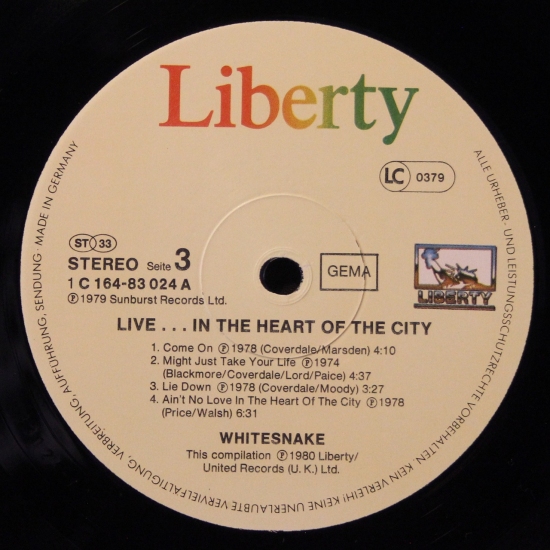 Liberty
LC 0379
ST 33
STEREO Seite 3
1 C 164-83 024 A
Ⓟ 1979 Sunburst Records Ltd.
GEMA
LIBERTY
LIVE . . . IN THE HEART OF THE CITY
1. Come On Ⓟ 1978 (Coverdale/Marsden) 4:10
2. Might Just Take Your Life Ⓟ 1974
(Blackmore/Coverdale/Lord/Paice) 4:37
3. Lie Down Ⓟ 1978 (Coverdale/Moody) 3:27
4. Ain't No Love In The Heart Of The City Ⓟ 1978
(Price/Walsh) 6:31
WHITESNAKE
This compilation Ⓟ 1980 Liberty/
United Records (U. K.) Ltd.
ALLE URHEBER- UND LEISTUNGSSCHUTZRECHTE VORBEHALTEN. KEIN VERLEIH! KEINE UNERLAUBTE VERVIELFÄLTIGUNG, VERBREITUNG, AUFFÜHRUNG, SENDUNG · MADE IN GERMANY